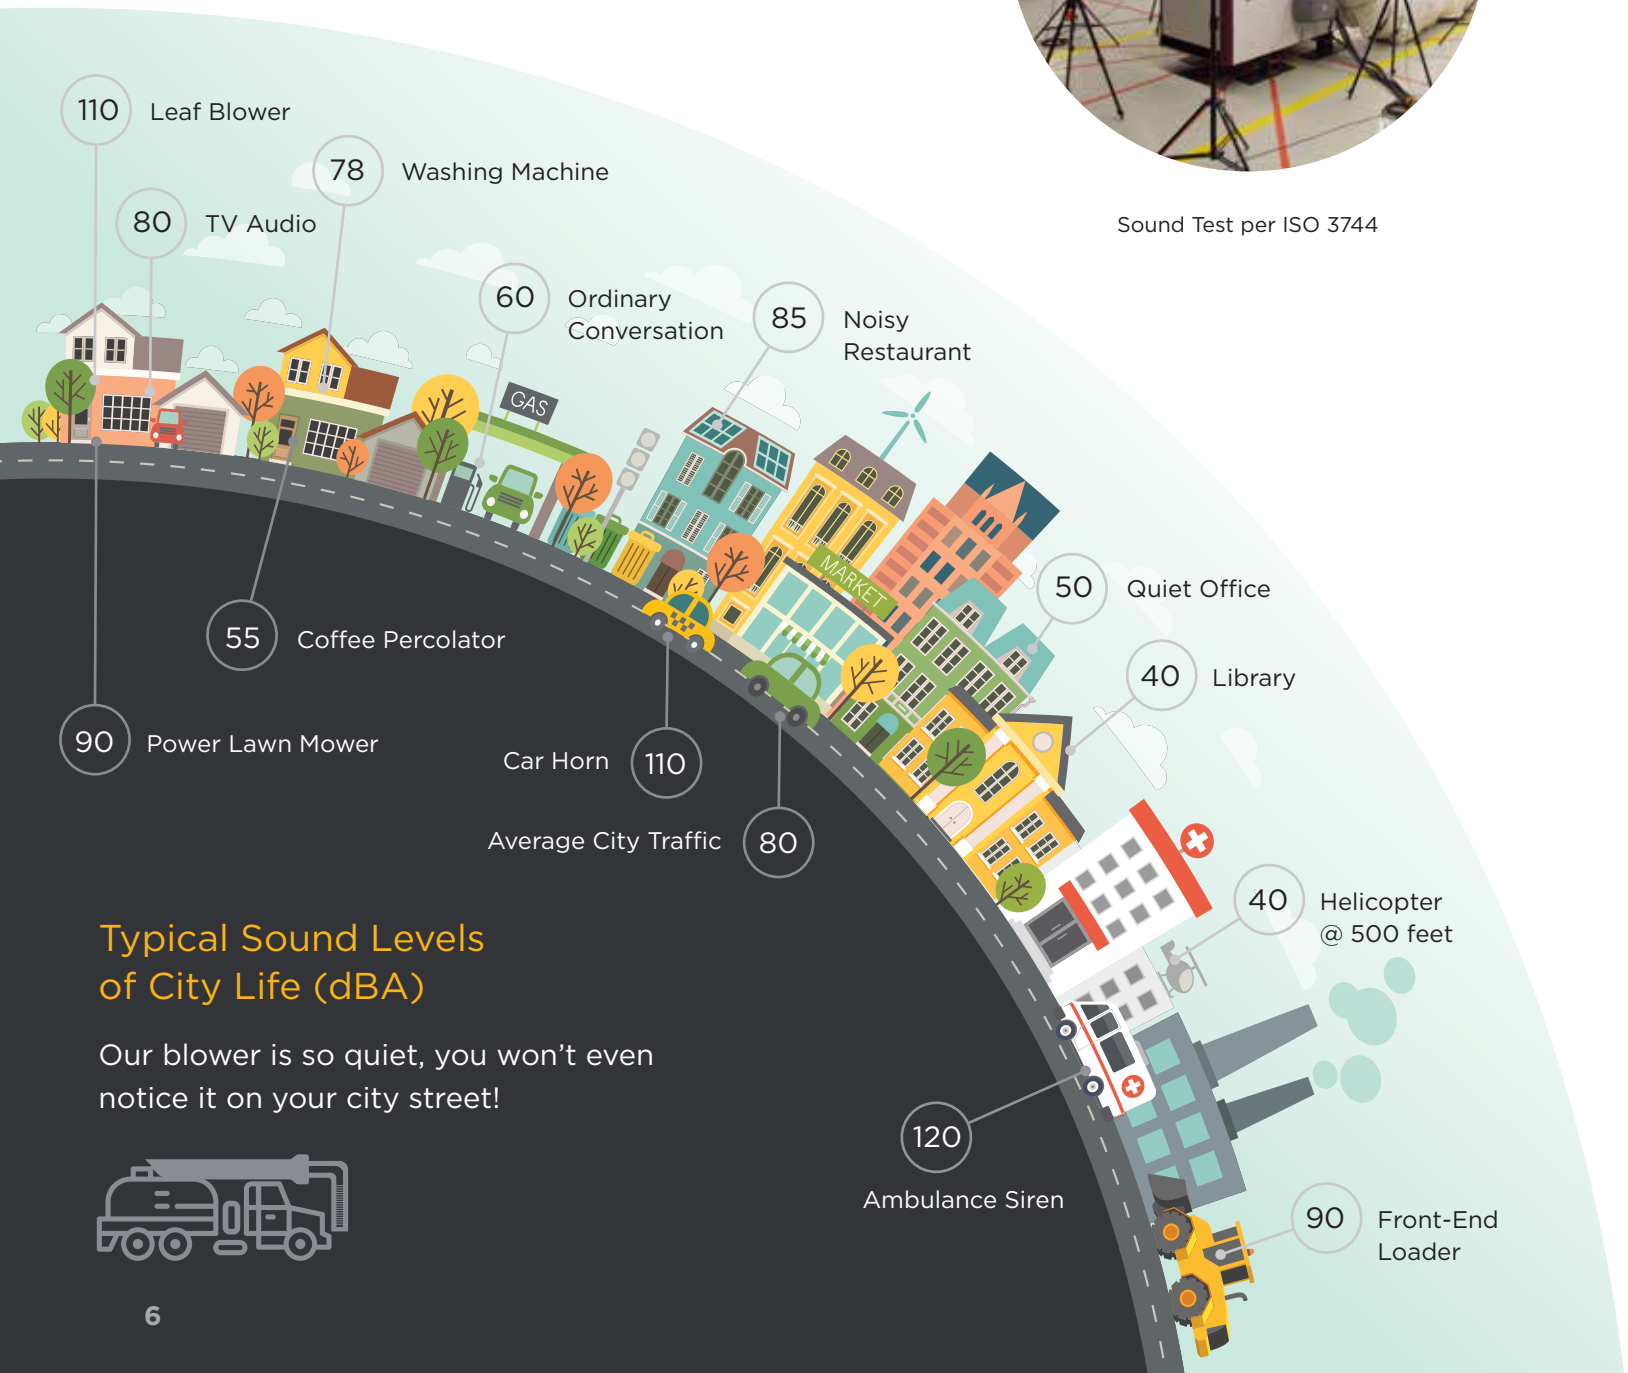 110
Leaf Blower
78
Washing Machine
80
TV Audio
Sound Test per ISO 3744
60
Ordinary
Conversation
85
Noisy
Restaurant
GAS
MARKET
50
Quiet Office
55
Coffee Percolator
40
Library
90
Power Lawn Mower
Car Horn
110
Average City Traffic
80
40
Helicopter
@ 500 feet
Typical Sound Levels
of City Life (dBA)
Our blower is so quiet, you won't even
notice it on your city street!
120
Ambulance Siren
90
Front-End
Loader
6